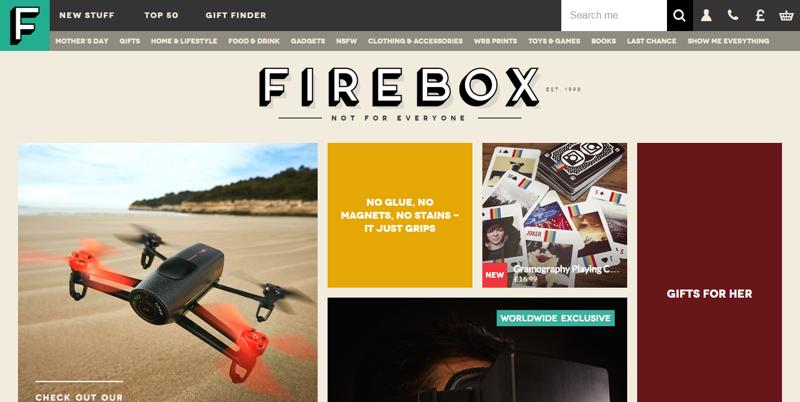 F
NEW STUFF TOP 50 GIFT FINDER
Search me
£
MOTHER'S DAY GIFTS HOME & LIFESTYLE FOOD & DRINK GADGETS NSFW CLOTHING & ACCESSORIES WRB PRINTS TOYS & GAMES BOOKS LAST CHANCE SHOW ME EVERYTHING
FIREBOX
EST. 1998
NOT FOR EVERYONE
NO GLUE, NO
MAGNETS, NO STAINS –
IT JUST GRIPS
JOKER
NEW
Gramography Playing C...
£16.99
GIFTS FOR HER
WORLDWIDE EXCLUSIVE
CHECK OUT OUR